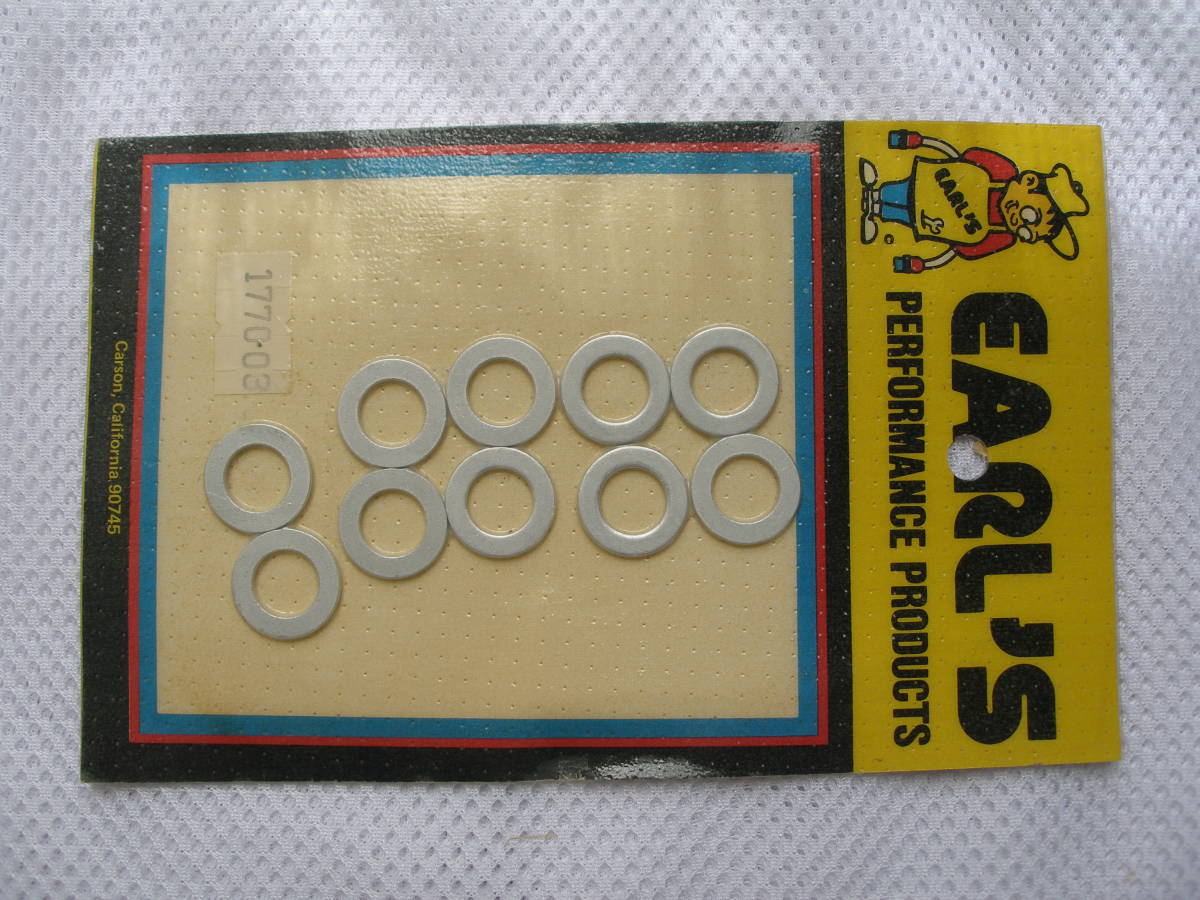 EARL'S
©
EARL'S
PERFORMANCE PRODUCTS
177003
Carson, California 90745